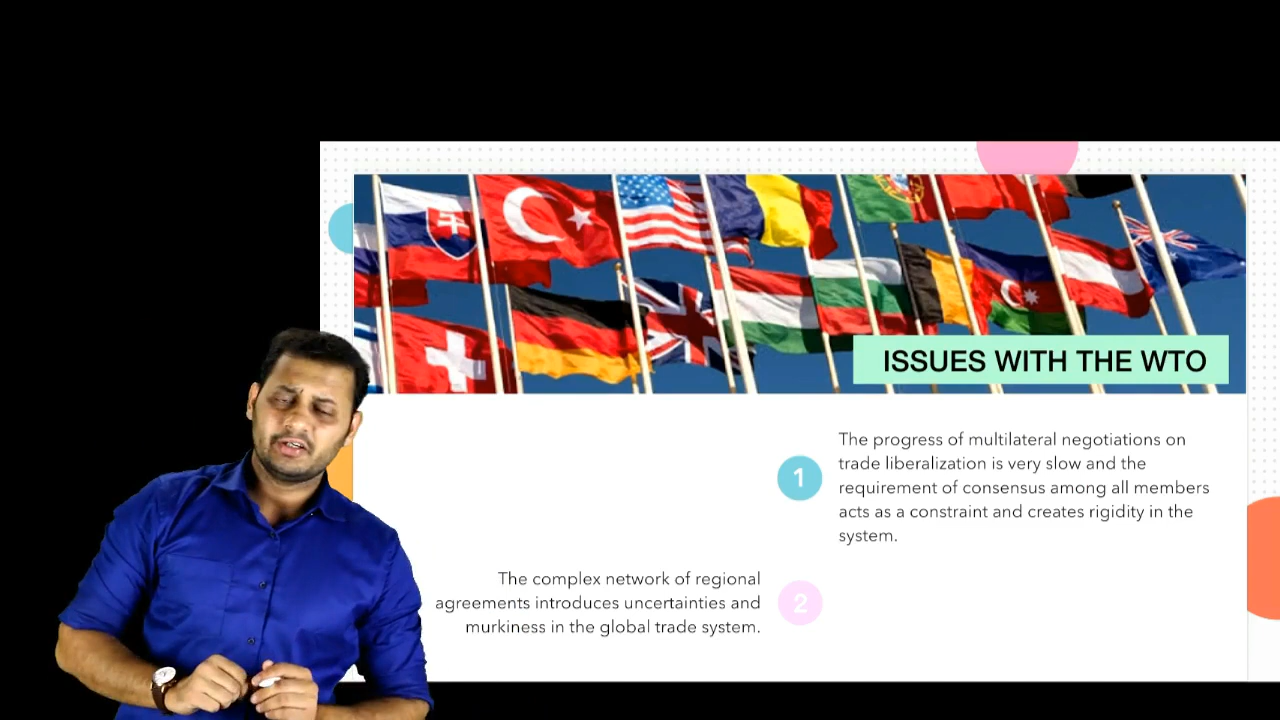 ISSUES WITH THE WTO
1
The progress of multilateral negotiations on
trade liberalization is very slow and the
requirement of consensus among all members
acts as a constraint and creates rigidity in the
system.
The complex network of regional
agreements introduces uncertainties and
murkiness in the global trade system.
2